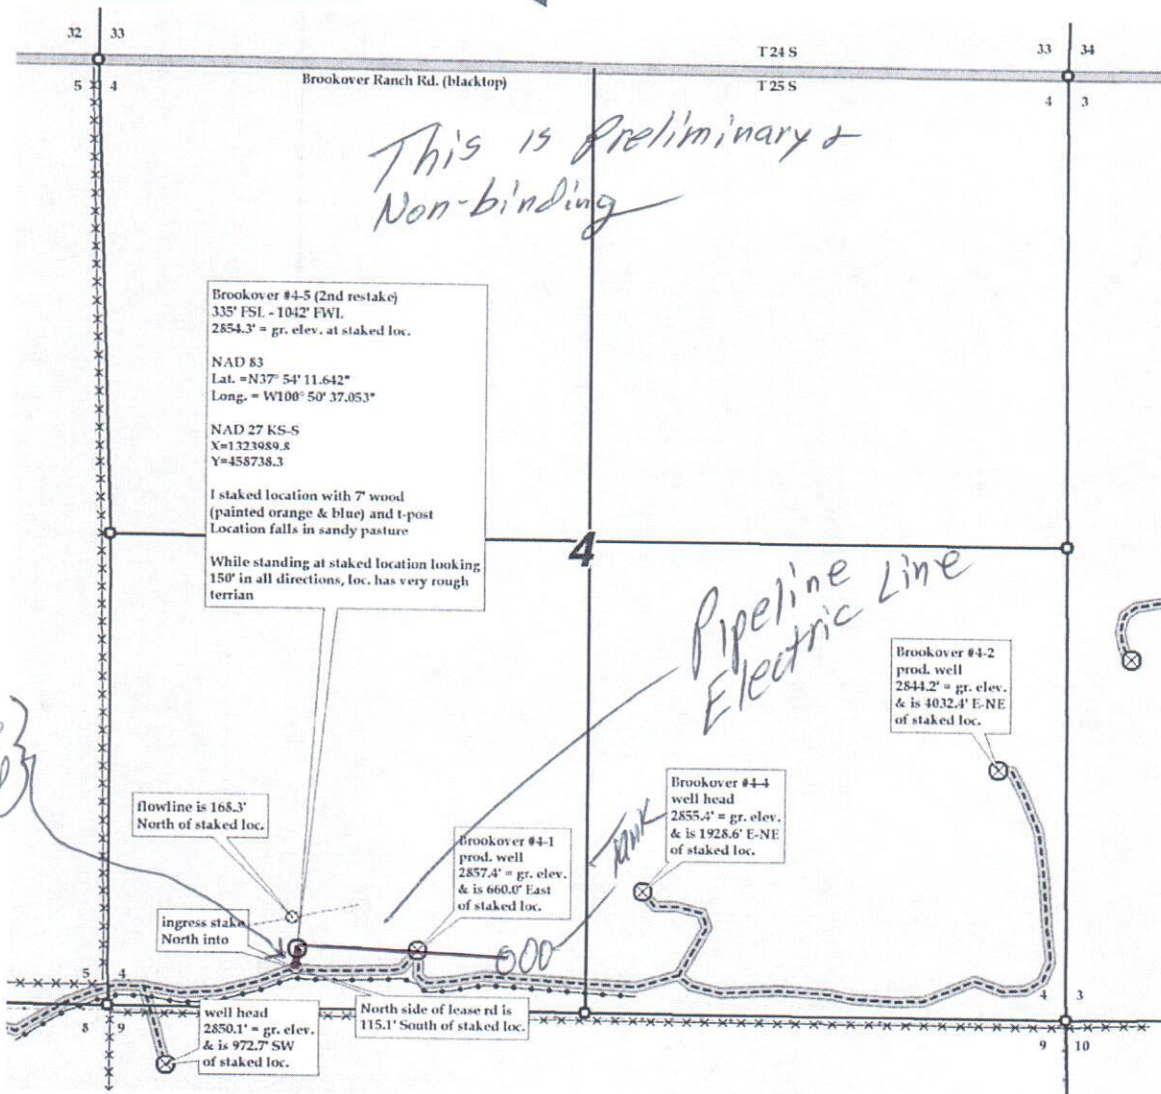 32 33
33 34
T 24 S
Brookover Ranch Rd. (blacktop)
T 25 S
5 4
4 3
This is Preliminary &
Non-binding
Brookover #4-5 (2nd restake)
335' FSL - 1042' FWL
2854.3' = gr. elev. at staked loc.
NAD 83
Lat. =N37° 54' 11.642"
Long. = W100° 50' 37.053"
NAD 27 KS-S
X=1323989.8
Y=458738.3
I staked location with 7' wood
(painted orange & blue) and t-post
Location falls in sandy pasture
While standing at staked location looking
150' in all directions, loc. has very rough
terrian
4
Pipeline
Electric Line
Brookover #4-2
prod. well
2844.2' = gr. elev.
& is 4032.4' E-NE
of staked loc.
Brookover #4-4
well head
2855.4' = gr. elev.
& is 1928.6' E-NE
of staked loc.
Tank
flowline is 168.3'
North of staked loc.
Brookover #4-1
prod. well
2857.4' = gr. elev.
& is 660.0' East
of staked loc.
ingress stake
North into
5 4
8 9
4 3
9 10
well head
2850.1' = gr. elev.
& is 972.7' SW
of staked loc.
North side of lease rd is
115.1' South of staked loc.